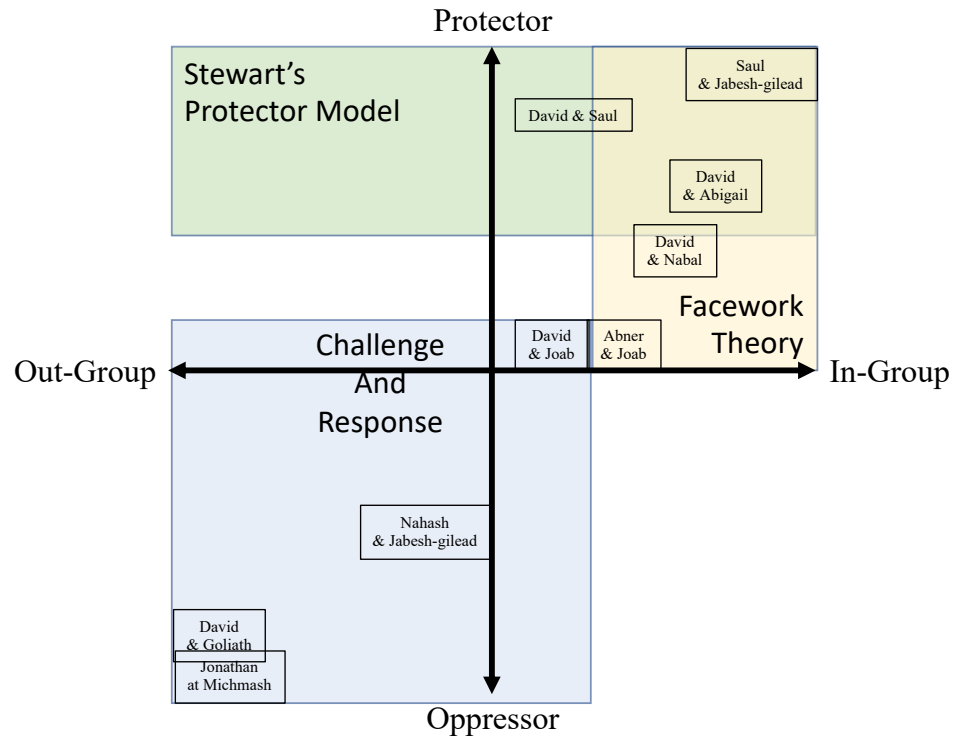 Protector
Stewart’s
Protector Model
Saul
& Jabesh-gilead
David & Saul
David
& Abigail
David
& Nabal
Facework
Theory
Challenge
And
Response
David
& Joab
Abner
& Joab
Out-Group
In-Group
Nahash
& Jabesh-gilead
David
& Goliath
Jonathan
at Michmash
Oppressor